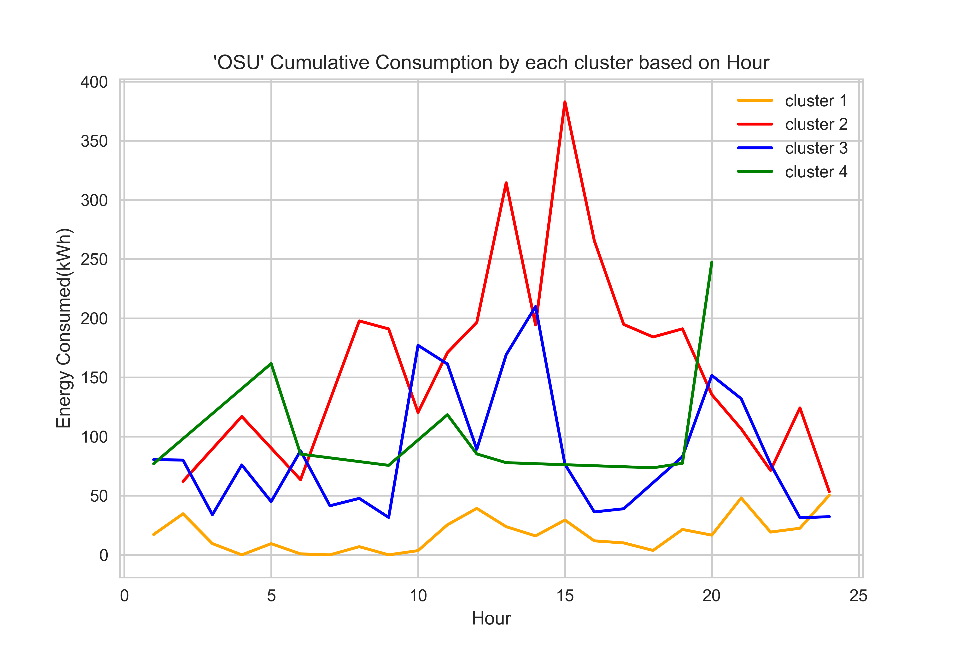 'OSU' Cumulative Consumption by each cluster based on Hour
400
350
300
250
200
150
100
50
0
Energy Consumed(kWh)
cluster 1
cluster 2
cluster 3
cluster 4
0 5 10 15 20 25
Hour